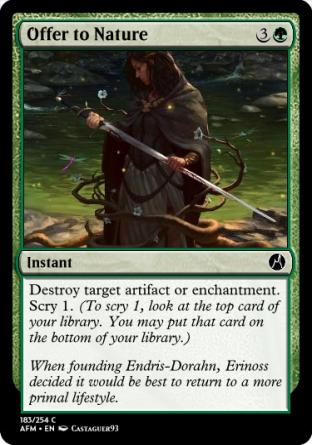 Offer to Nature 3
Instant
Destroy target artifact or enchantment.
Scry 1. (To scry 1, look at the top card of
your library. You may put that card on
the bottom of your library.)
When founding Endris-Dorahn, Erinoss
decided it would be best to return to a more
primal lifestyle.
183/254 C
AFM • EN Castaguer93